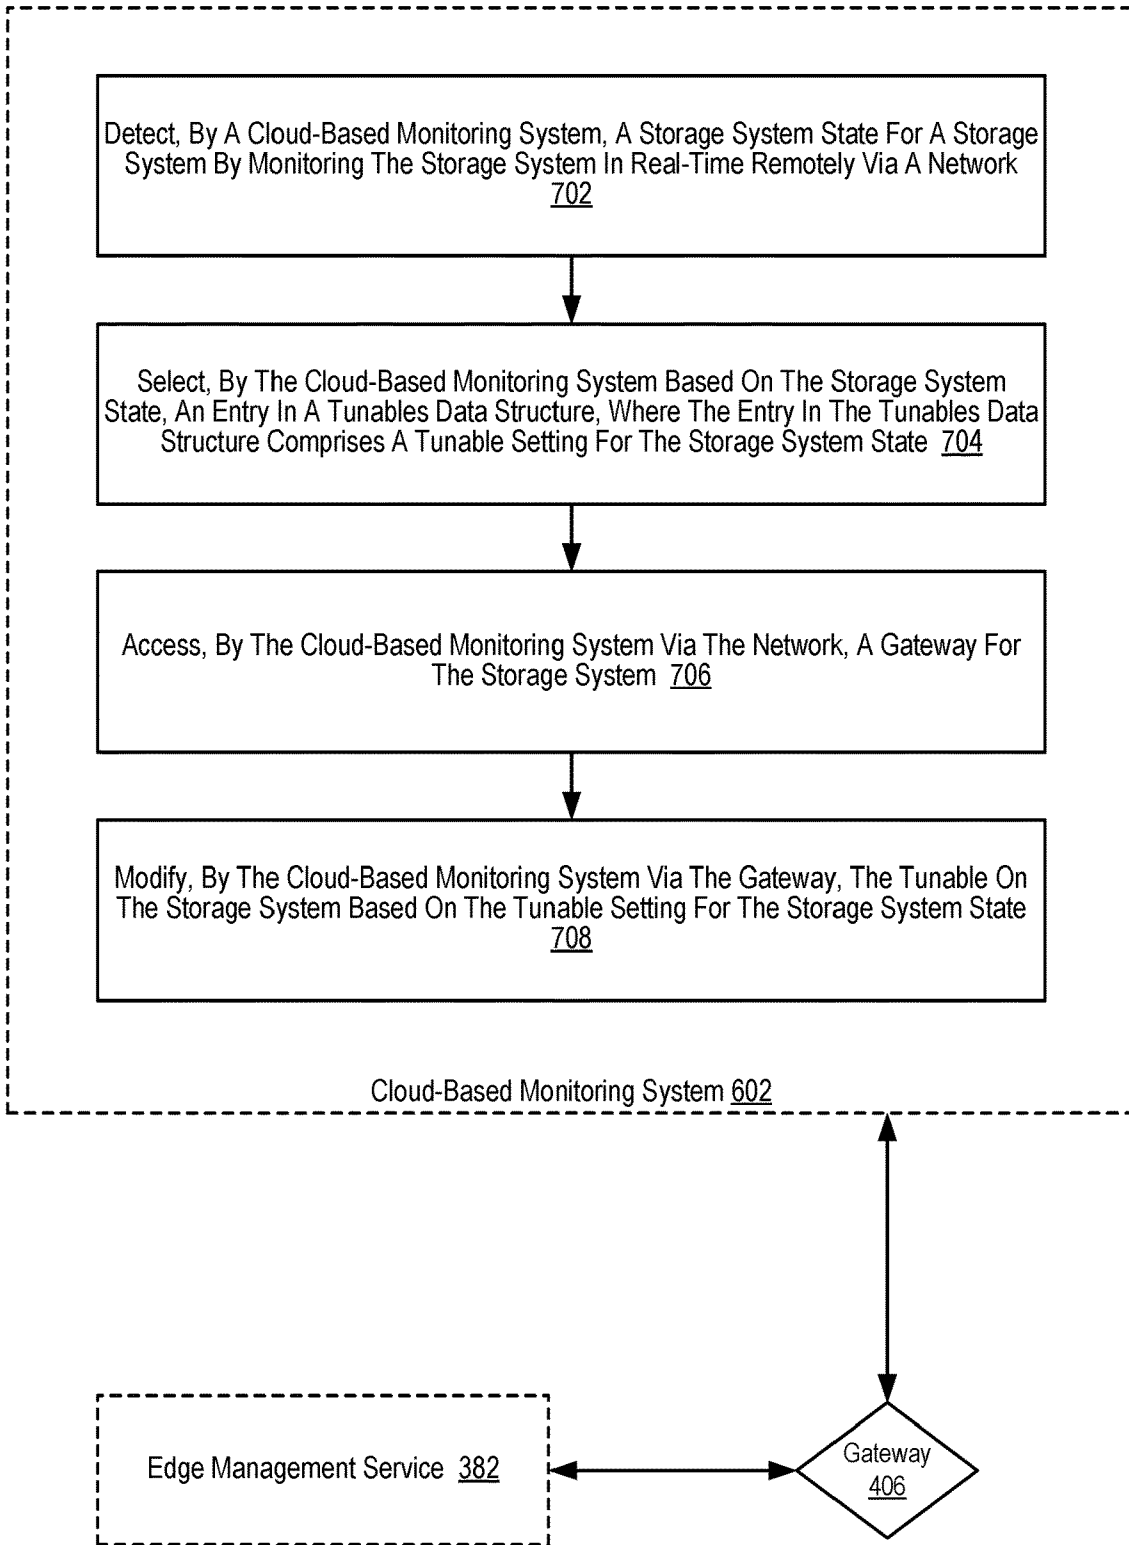 Detect, By A Cloud-Based Monitoring System, A Storage System State For A Storage
System By Monitoring The Storage System In Real-Time Remotely Via A Network
702
Select, By The Cloud-Based Monitoring System Based On The Storage System
State, An Entry In A Tunables Data Structure, Where The Entry In The Tunables Data
Structure Comprises A Tunable Setting For The Storage System State 704
Access, By The Cloud-Based Monitoring System Via The Network, A Gateway For
The Storage System 706
Modify, By The Cloud-Based Monitoring System Via The Gateway, The Tunable On
The Storage System Based On The Tunable Setting For The Storage System State
708
Cloud-Based Monitoring System 602
Edge Management Service 382
Gateway
406